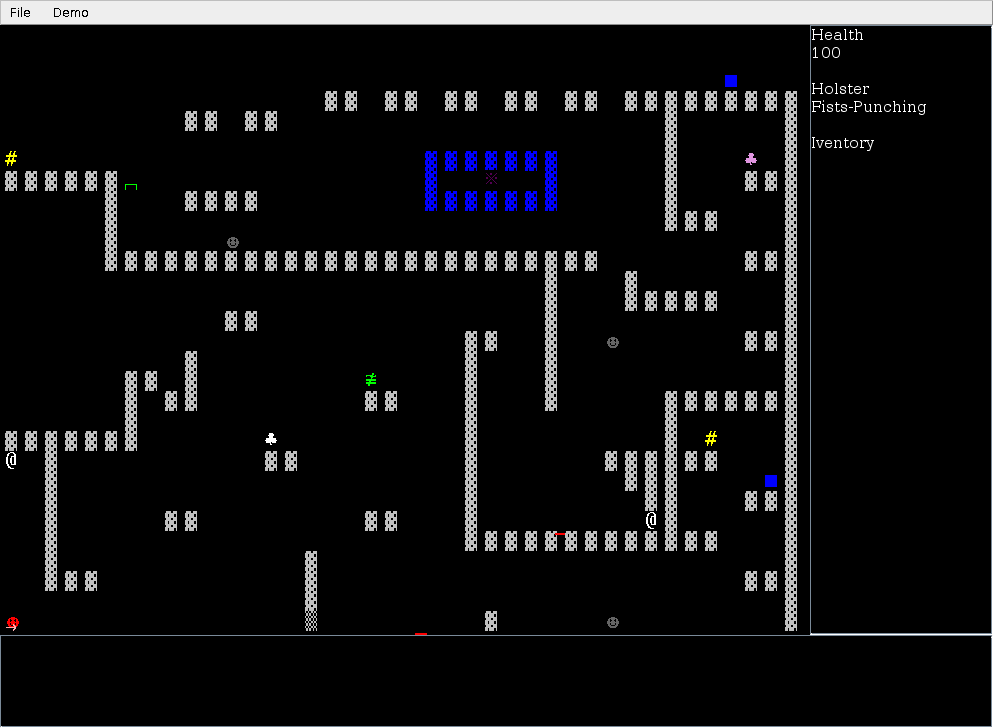 File Demo
Health
100
Holster
Fists-Punching
Iventory
#
@
#
@